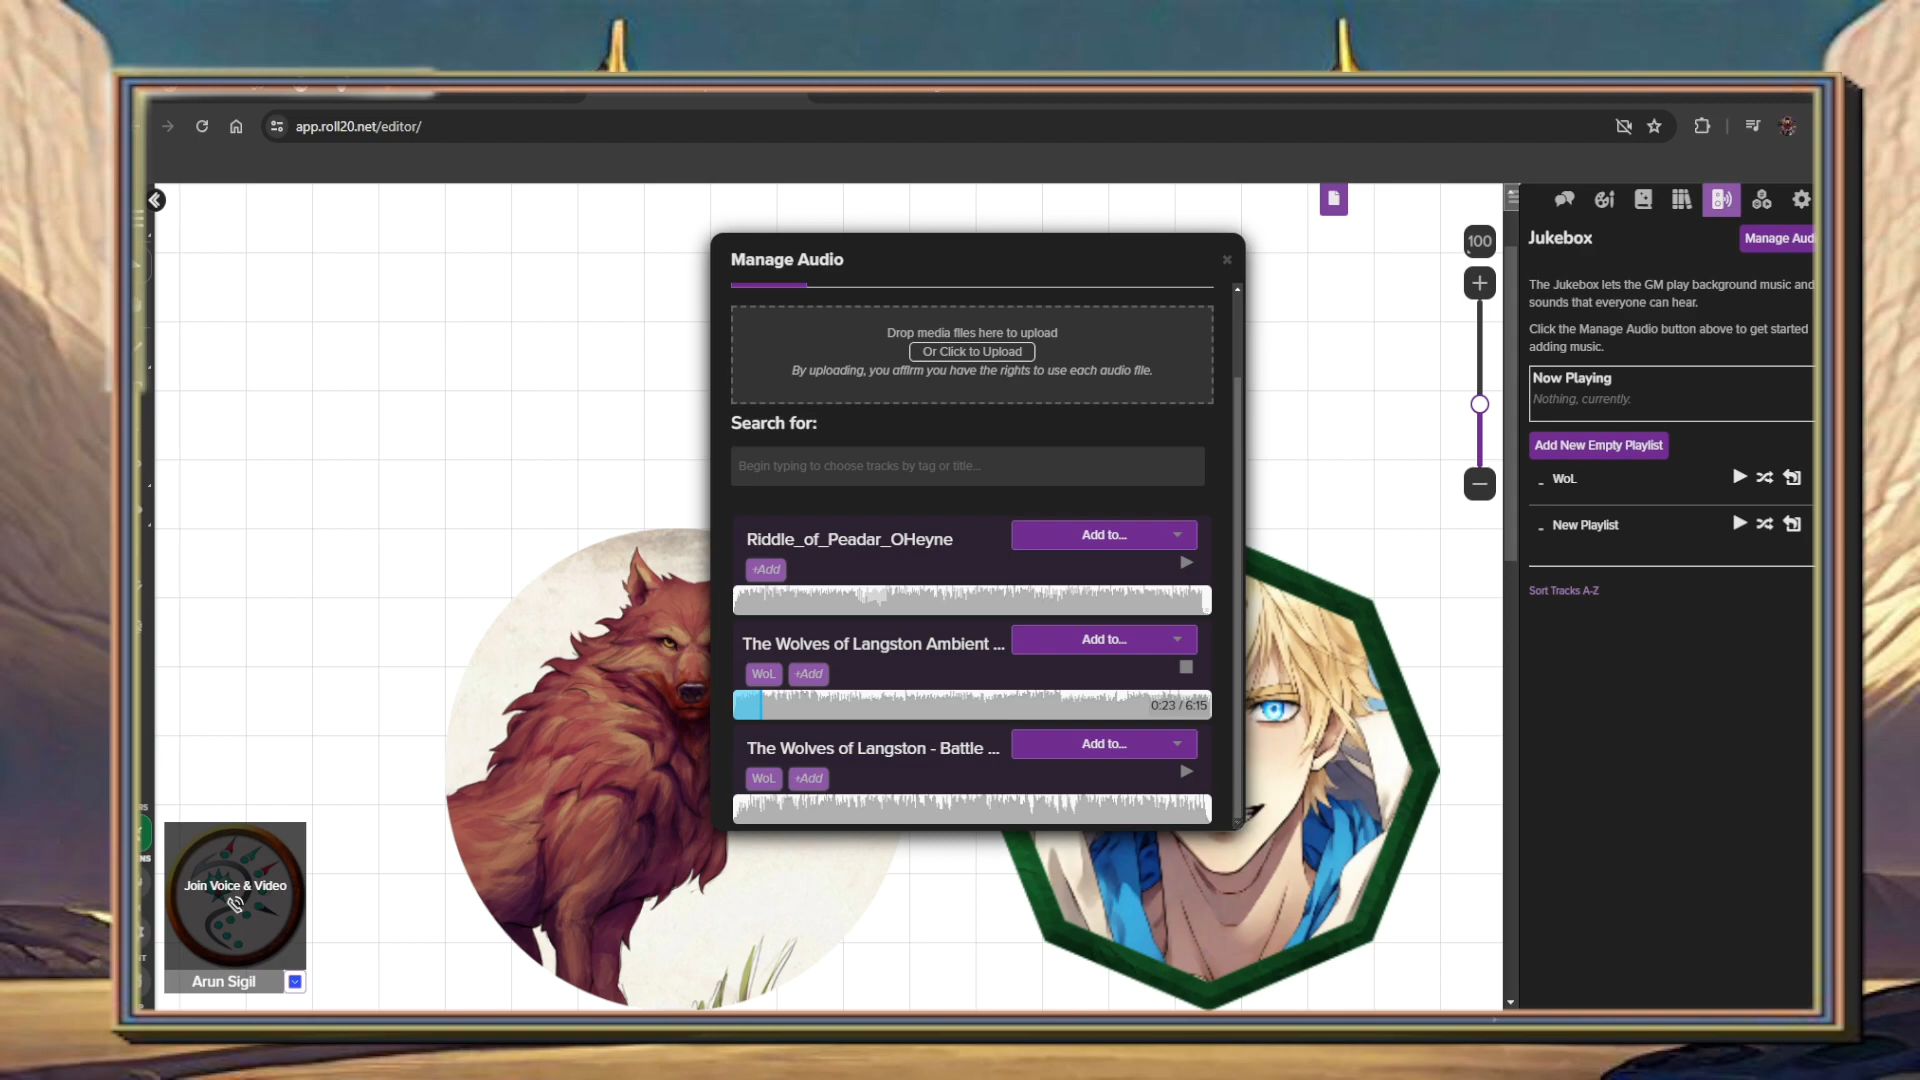 app.roll20.net/editor/
100
Jukebox
Manage Audi
The Jukebox lets the GM play background music and
sounds that everyone can hear.
Click the Manage Audio button above to get started
adding music.
Now Playing
Nothing, currently.
Add New Empty Playlist
WoL
New Playlist
Sort Tracks A-Z
Manage Audio
Drop media files here to upload
Or Click to Upload
By uploading, you affirm you have the rights to use each audio file.
Search for:
Begin typing to choose tracks by tag or title...
Riddle_of_Peadar_OHeyne
Add to...
+Add
The Wolves of Langston Ambient ...
Add to...
WoL +Add
0:23 / 6:15
The Wolves of Langston - Battle ...
Add to...
WoL +Add
Join Voice & Video
Arun Sigil